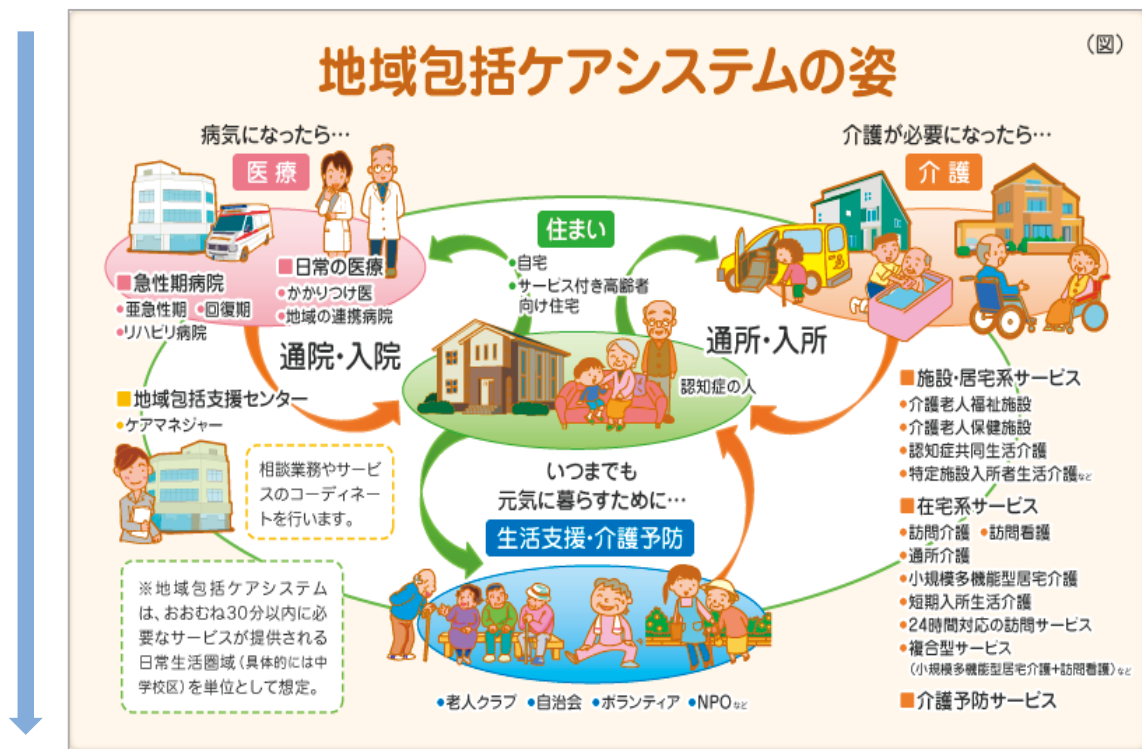 (図)
地域包括ケアシステムの姿
病気になったら…
医療
■急性期病院
•亜急性期 •回復期
•リハビリ病院
■日常の医療
•かかりつけ医
•地域の連携病院
通院・入院
住まい
•自宅
•サービス付き高齢者
向け住宅
認知症の人
介護が必要になったら…
介護
通所・入所
■施設・居宅系サービス
•介護老人福祉施設
•介護老人保健施設
•認知症共同生活介護
•特定施設入所者生活介護など
■在宅系サービス
•訪問介護 •訪問看護
•通所介護
•小規模多機能型居宅介護
•短期入所生活介護
•24時間対応の訪問サービス
•複合型サービス
(小規模多機能型居宅介護+訪問看護)など
■介護予防サービス
■地域包括支援センター
•ケアマネジャー
相談業務やサービ
スのコーディネー
トを行います。
いつまでも
元気に暮らすために…
生活支援・介護予防
•老人クラブ •自治会 •ボランティア •NPOなど
※地域包括ケアシステム
は、おおむね30分以内に必
要なサービスが提供される
日常生活圏域(具体的には中
学校区)を単位として想定。